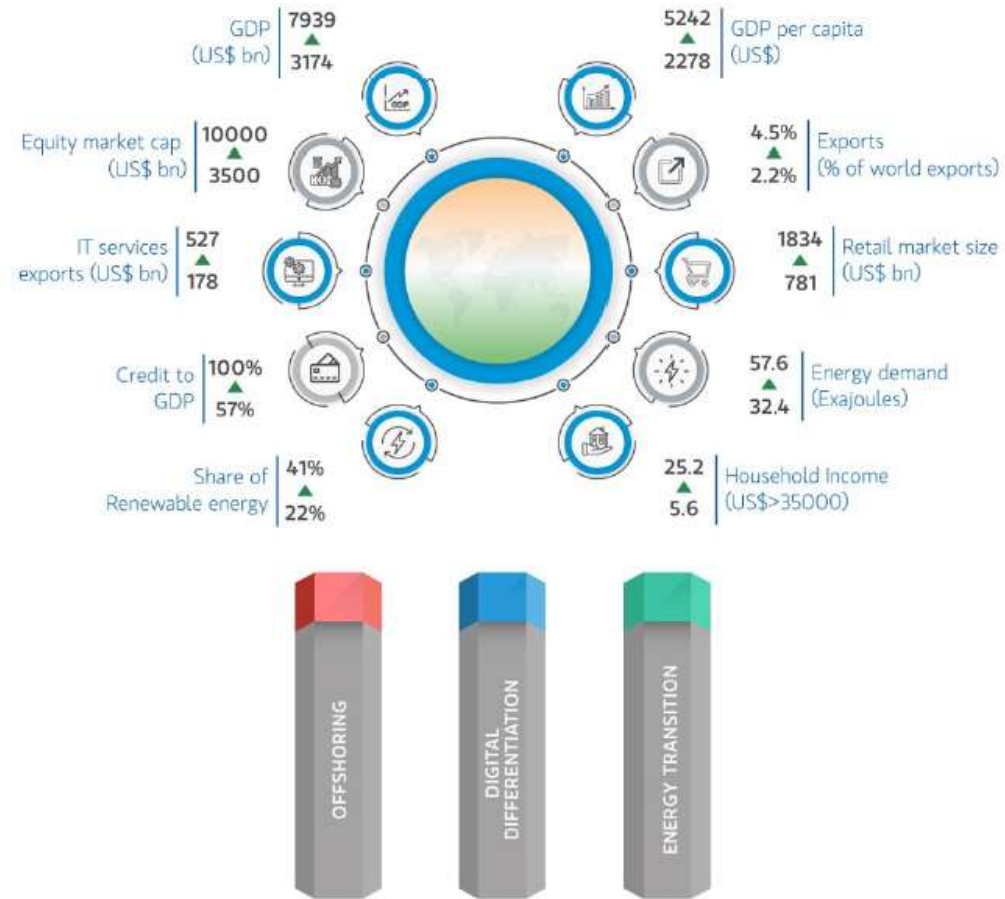 GDP
(US$ bn)
7939
3174
5242
2278
GDP per capita
(US$)
GDP
Equity market cap
(US$ bn)
10000
3500
4.5%
2.2%
Exports
(% of world exports)
IT services
exports (US$ bn)
527
178
1834
781
Retail market size
(US$ bn)
Credit to
GDP
100%
57%
57.6
32.4
Energy demand
(Exajoules)
Share of
Renewable energy
41%
22%
25.2
5.6
Household Income
(US$>35000)
OFFSHORING
DIGITAL
DIFFERENTIATION
ENERGY TRANSITION